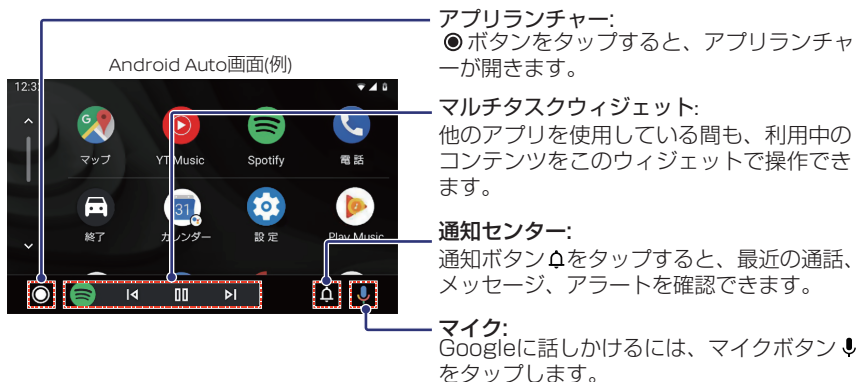 アプリランチャー:
◉ボタンをタップすると、アプリランチャ
ーが開きます。
Android Auto画面(例)
12:3
マップ
YT Music
Spotify
電話
終了
31
カレンダー
設定
Play Music
マルチタスクウィジェット:
他のアプリを使用している間も、利用中の
コンテンツをこのウィジェットで操作でき
ます。
通知センター:
通知ボタン をタップすると、最近の通話、
メッセージ、アラートを確認できます。
マイク:
Googleに話しかけるには、マイクボタン
をタップします。